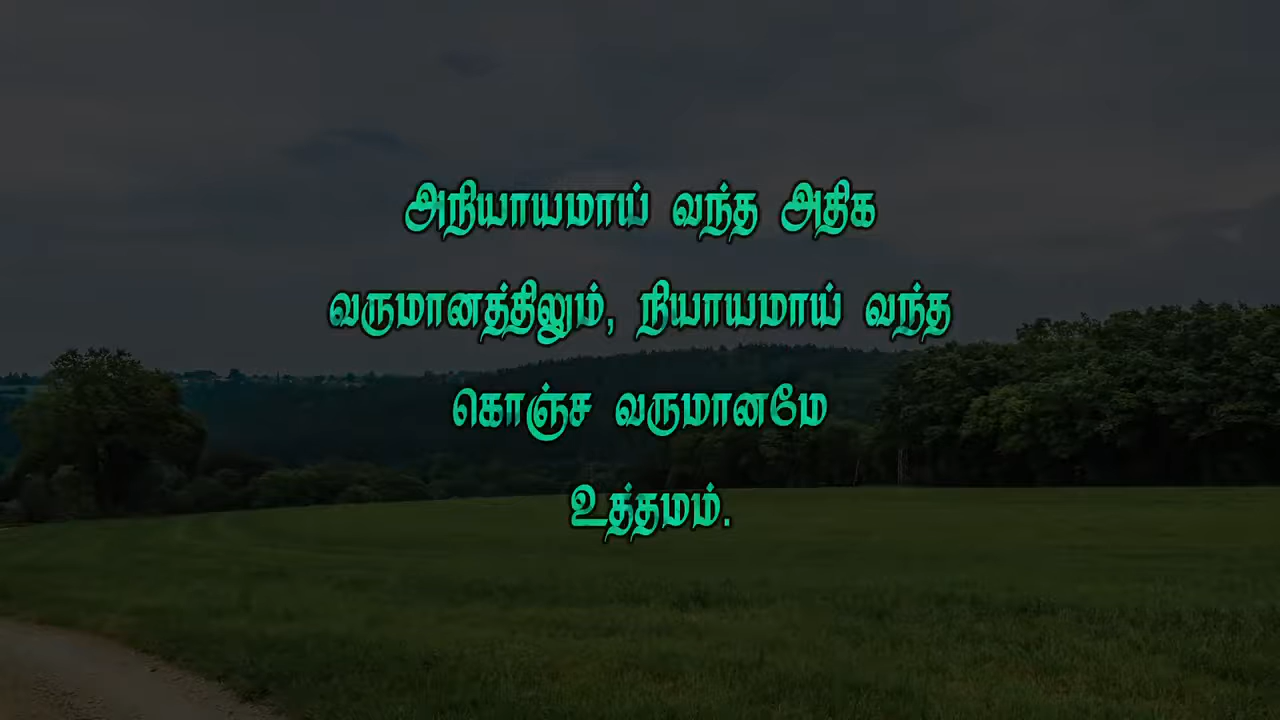 அநியாயமாய் வந்த அதிக
வருமானத்திலும், நியாயமாய் வந்த
கொஞ்ச வருமானமே
உத்தமம்.